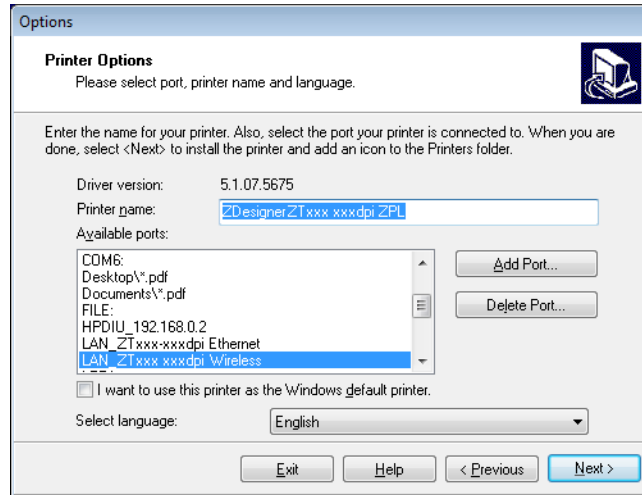 Options
Printer Options
Please select port, printer name and language.
Enter the name for your printer. Also, select the port your printer is connected to. When you are
done, select <Next> to install the printer and add an icon to the Printers folder.
Driver version: 5.1.07.5675
Printer name: ZDesignerZTxxx xxxdpi ZPL
Available ports:
COM6:
Desktop\*.pdf
Documents\*.pdf
FILE:
HPDIU_192.168.0.2
LAN_ZTxxx-xxxdpi Ethernet
LAN_ZTxxx xxxdpi Wireless
Add Port...
Delete Port...
I want to use this printer as the Windows default printer.
Select language: English
Exit Help < Previous Next >